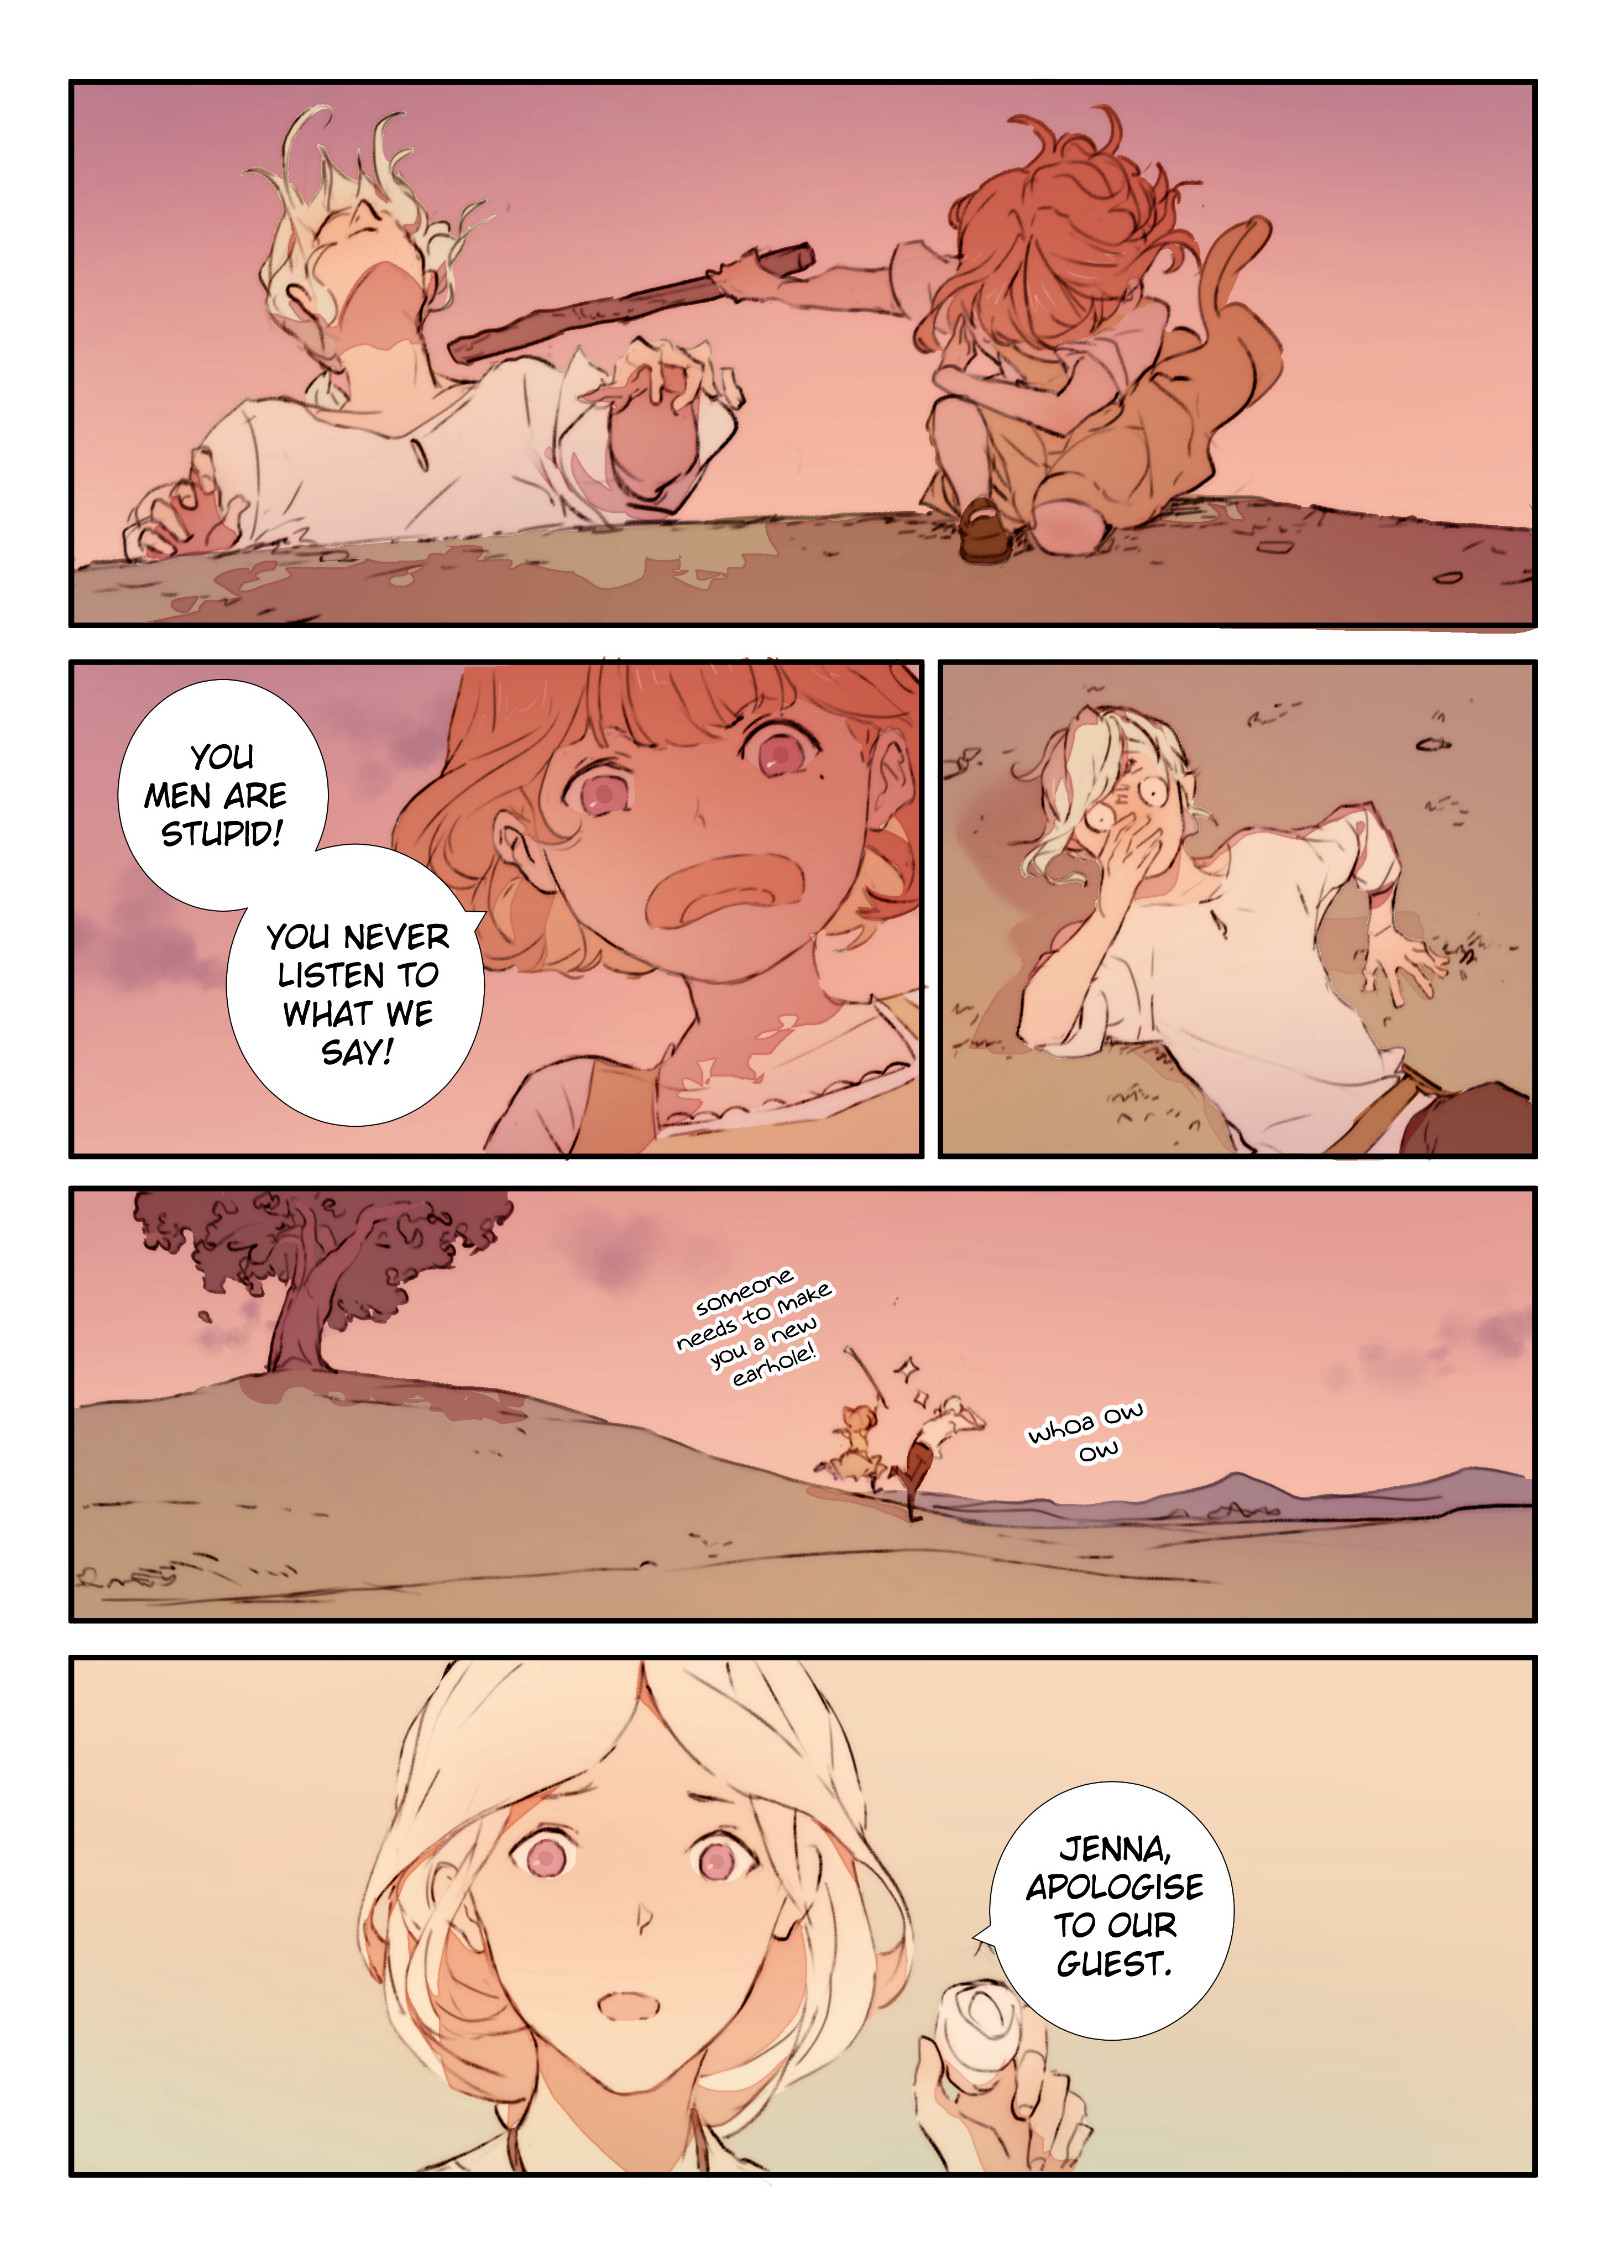 YOU
MEN ARE
STUPID!
YOU NEVER
LISTEN TO
WHAT WE
SAY!
someone
needs to make
you a new
earhole!
whoa ow
ow
JENNA,
APOLOGISE
TO OUR
GUEST.